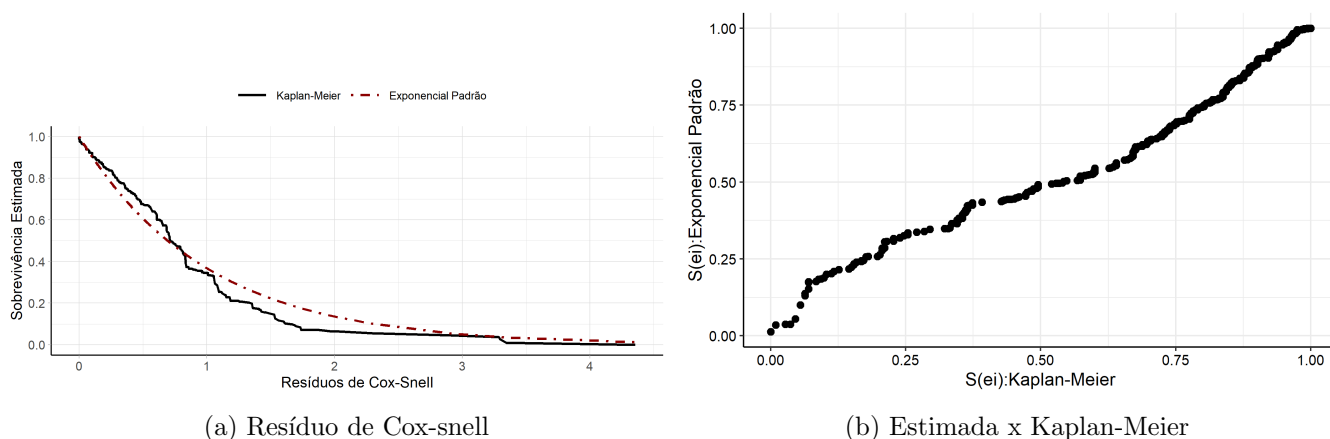 Kaplan-Meier Exponencial Padrão
Sobrevivência Estimada
1.0
0.8
0.6
0.4
0.2
0.0
0 1 2 3 4
Resíduos de Cox-Snell
(a) Resíduo de Cox-snell
S(ei):Exponencial Padrão
1.00
0.75
0.50
0.25
0.00
0.00 0.25 0.50 0.75 1.00
S(ei):Kaplan-Meier
(b) Estimada x Kaplan-Meier